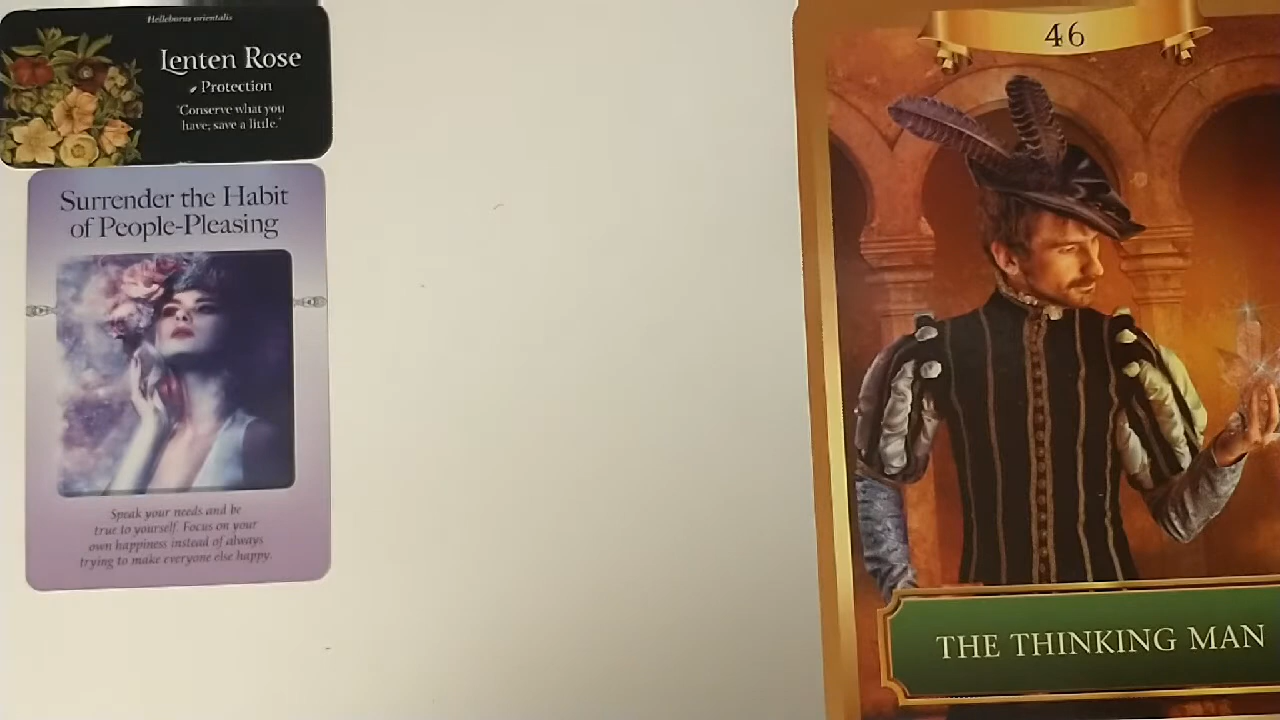 Helleborus orientalis
Lenten Rose
Protection
"Conserve what you
have; save a little."
Surrender the Habit
of People-Pleasing
Speak your needs and be
true to yourself. Focus on your
own happiness instead of always
trying to make everyone else happy.
46
THE THINKING MAN